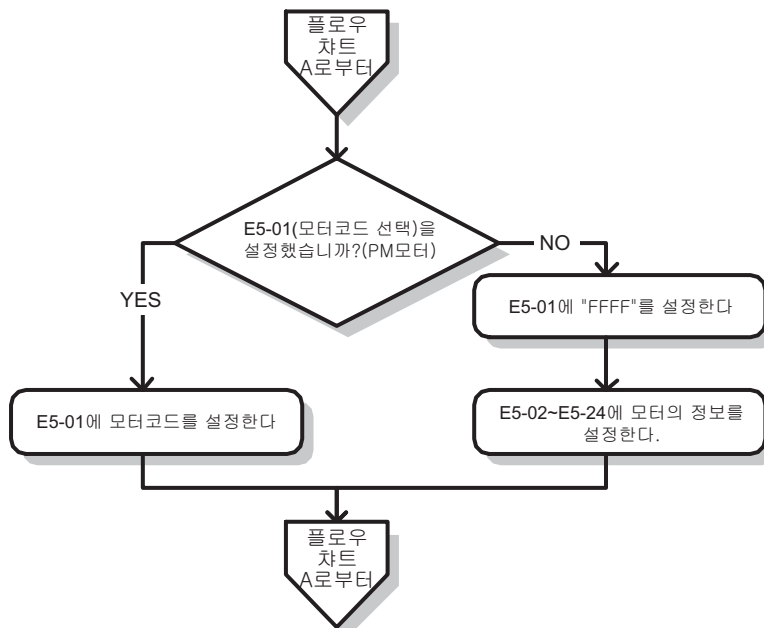 플로우
챠트
A로부터
E5-01(모터코드 선택)을
설정했습니까?(PM모터)
NO
YES
E5-01에 "FFFF"를 설정한다
E5-01에 모터코드를 설정한다
E5-02~E5-24에 모터의 정보를
설정한다.
플로우
챠트
A로부터